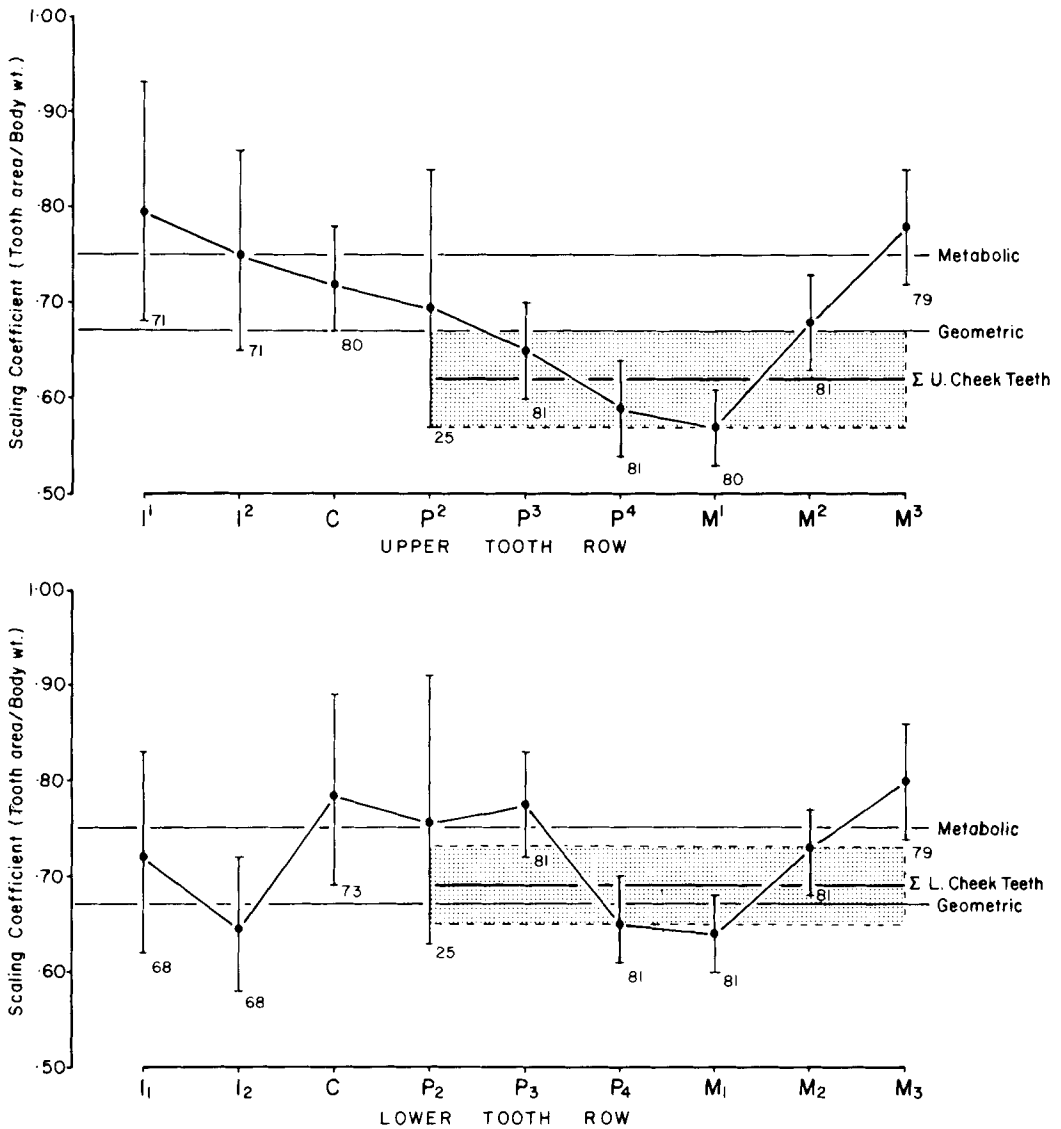 1·00
·90
·80
·70
·60
·50
Scaling Coefficient (Tooth area/Body wt.)
Metabolic
Geometric
Σ U. Cheek Teeth
71
71
80
25
81
81
80
81
79
I¹ I² C P² P³ P⁴ M¹ M² M³
UPPER TOOTH ROW
1·00
·90
·80
·70
·60
·50
Scaling Coefficient (Tooth area/Body wt.)
Metabolic
Σ L. Cheek Teeth
Geometric
68
68
73
25
81
81
81
81
79
I₁ I₂ C P₂ P₃ P₄ M₁ M₂ M₃
LOWER TOOTH ROW